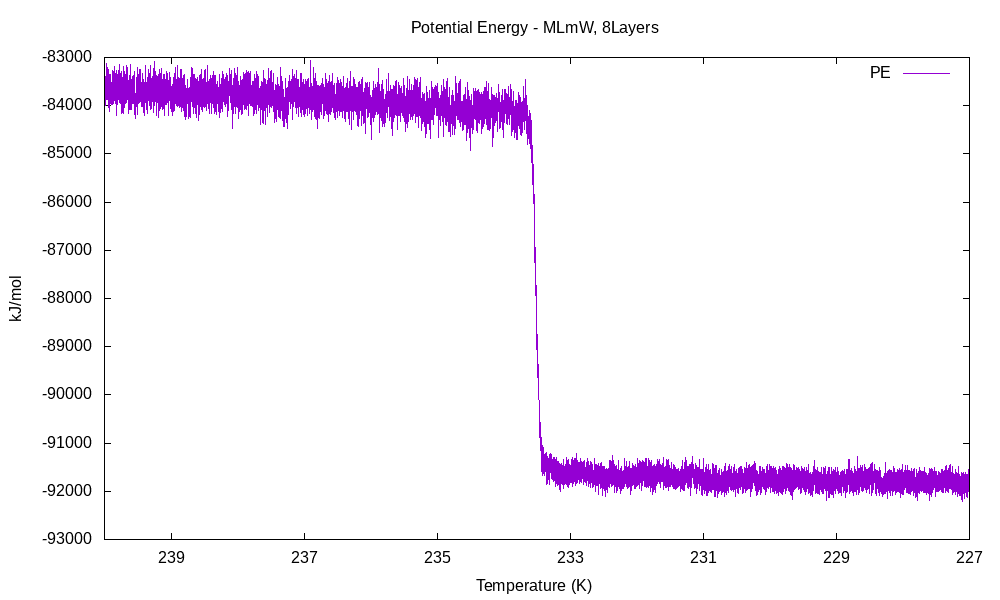 Potential Energy - MLmW, 8Layers
PE
-83000
-84000
-85000
-86000
-87000
-88000
-89000
-90000
-91000
-92000
-93000
kJ/mol
239 237 235 233 231 229 227
Temperature (K)